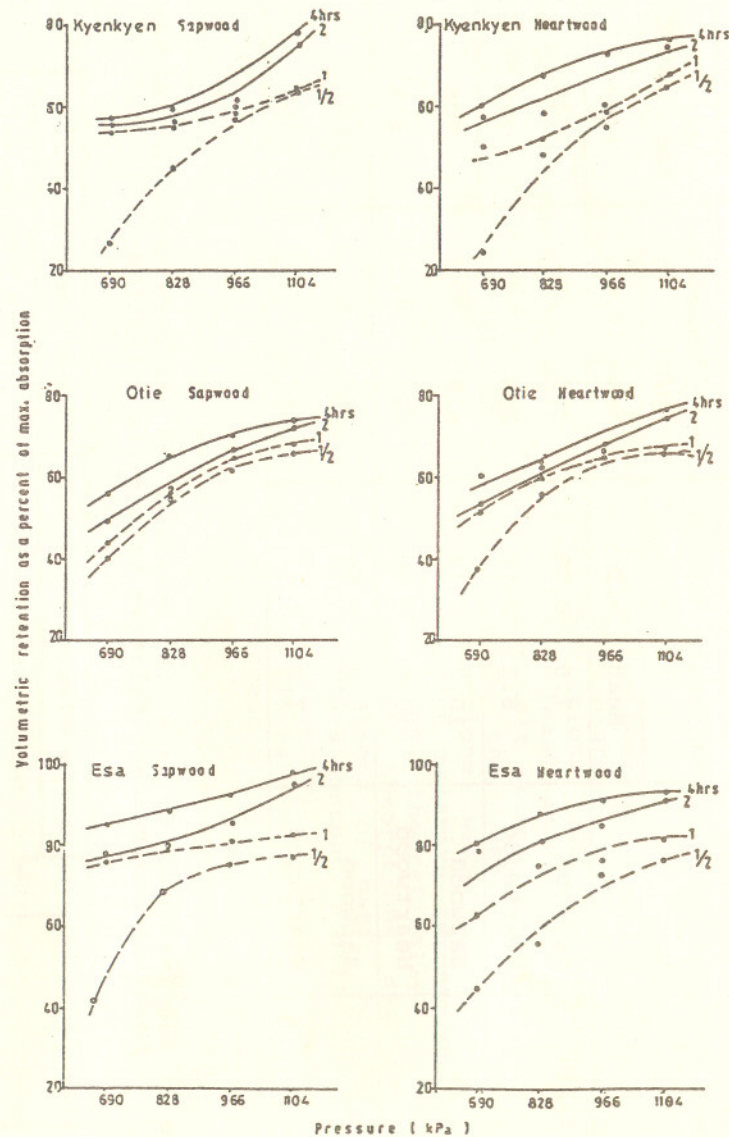 80
Kyenkyen Sapwood
4hrs
2
60
1
1/2
40
20
690 828 966 1104
80
Kyenkyen Heartwood
4hrs
2
1
1/2
60
40
20
690 828 966 1104
Volumetric retention as a percent of max. absorption
80
Otie Sapwood
4hrs
2
1
1/2
60
40
20
690 828 966 1104
80
Otie Heartwood
4hrs
2
1
1/2
60
40
20
690 828 966 1104
100
Esa Sapwood
4hrs
2
80
1
1/2
60
40
20
690 828 966 1104
100
Esa Heartwood
4hrs
2
80
1
1/2
60
40
20
690 828 966 1104
Pressure ( kPa )